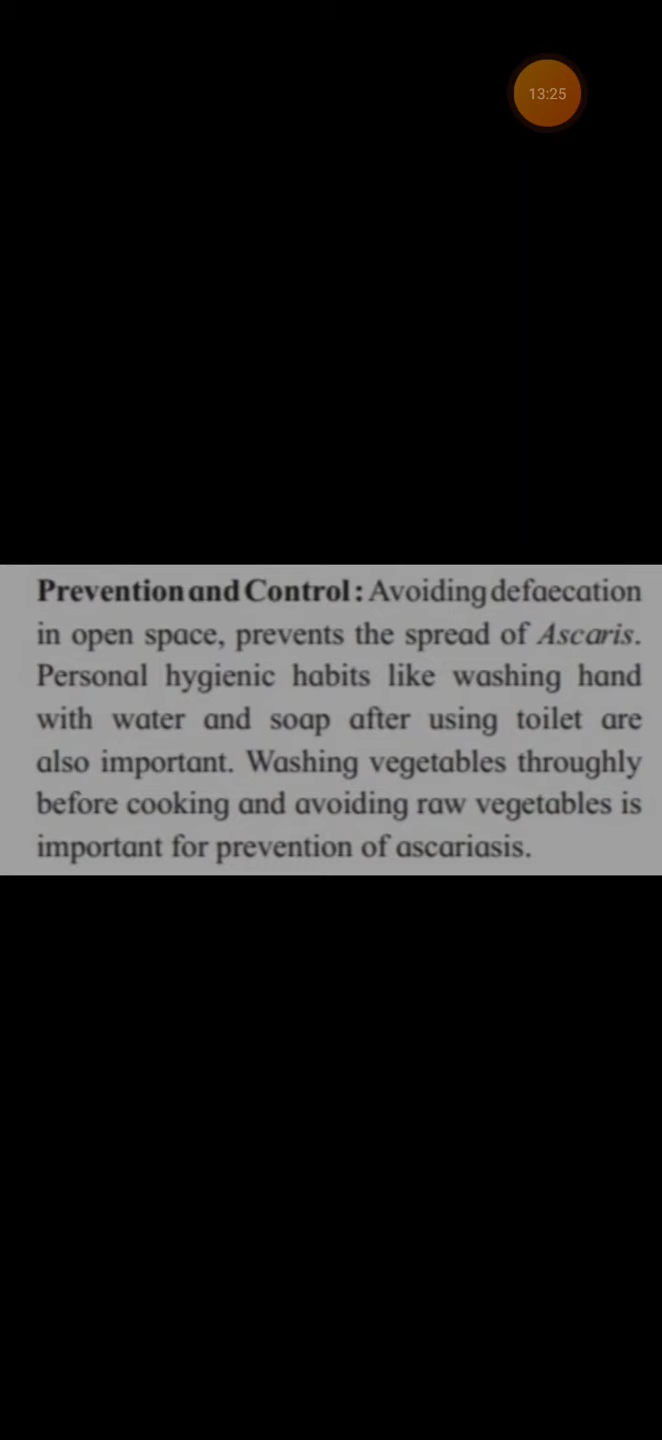 13:25
Prevention and Control : Avoiding defaecation
in open space, prevents the spread of Ascaris.
Personal hygienic habits like washing hand
with water and soap after using toilet are
also important. Washing vegetables throughly
before cooking and avoiding raw vegetables is
important for prevention of ascariasis.